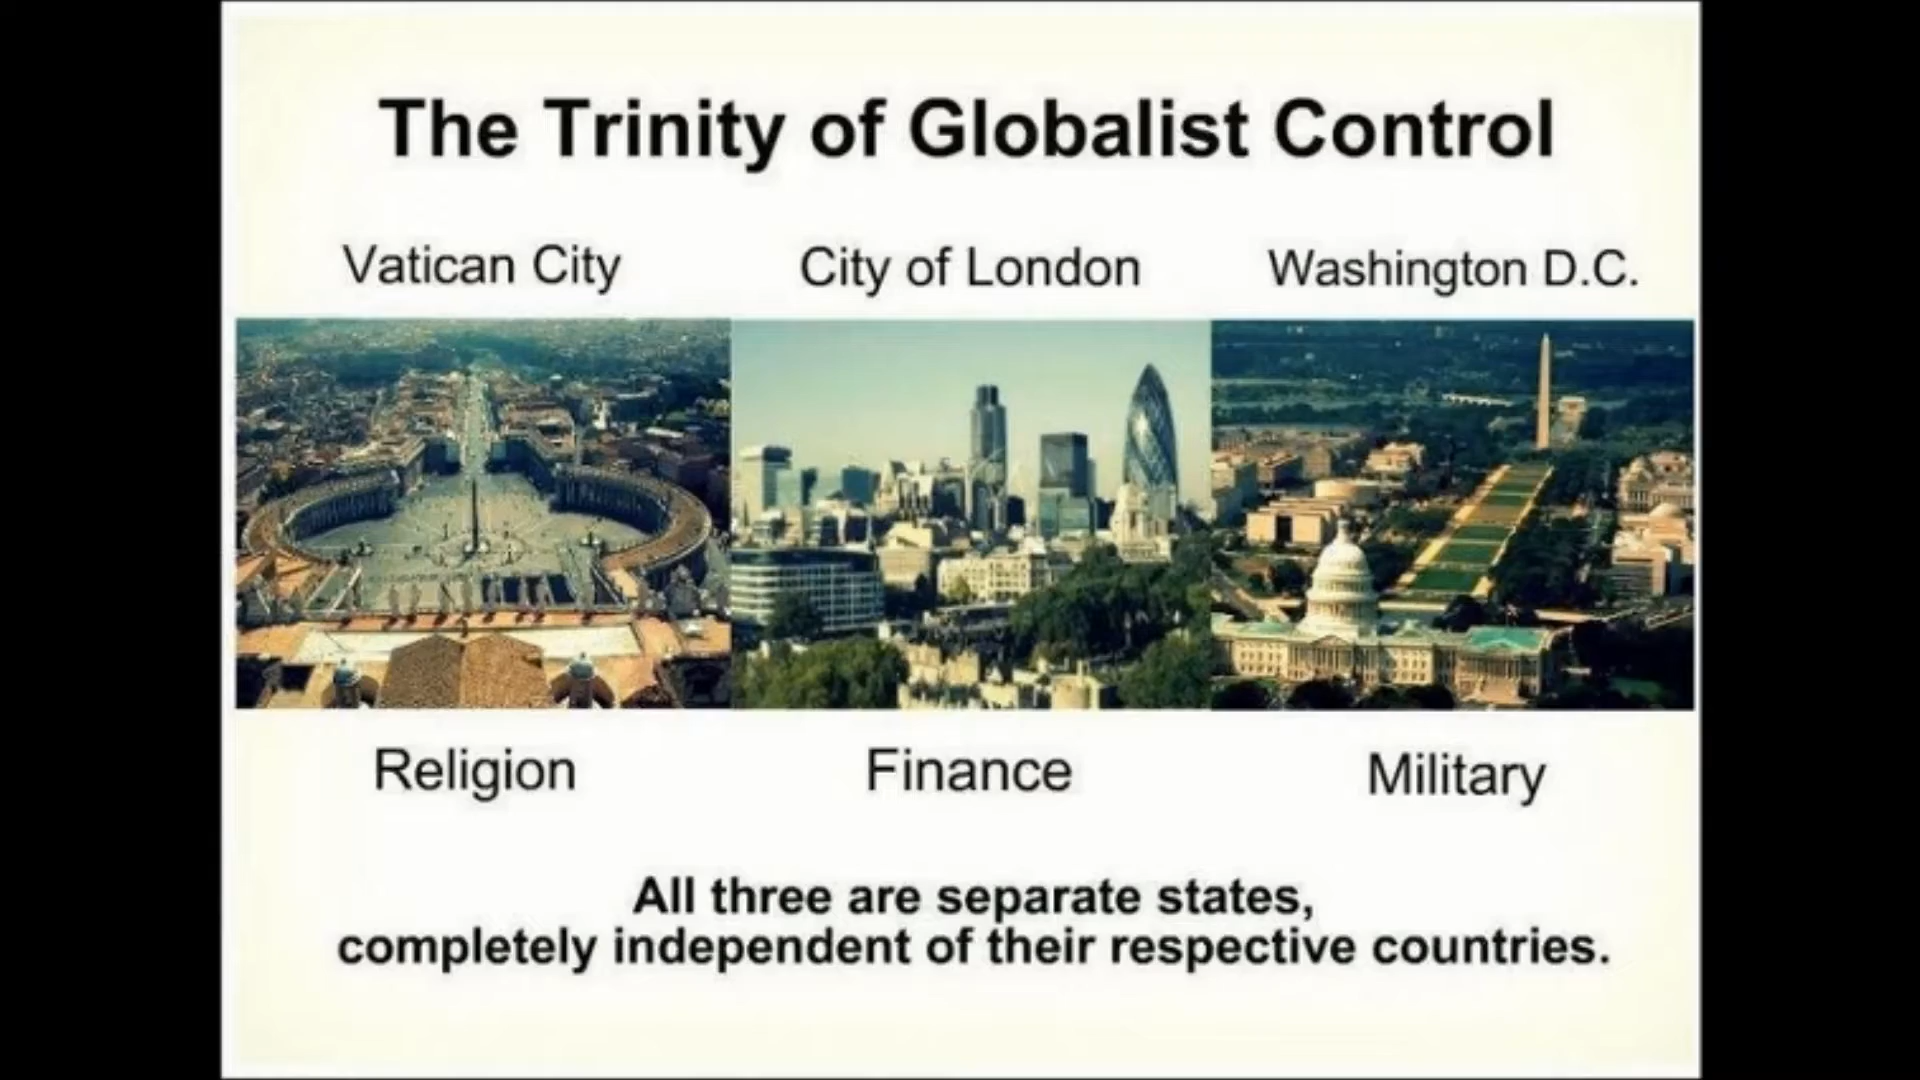 The Trinity of Globalist Control
Vatican City
City of London
Washington D.C.
Religion
Finance
Military
All three are separate states,
completely independent of their respective countries.